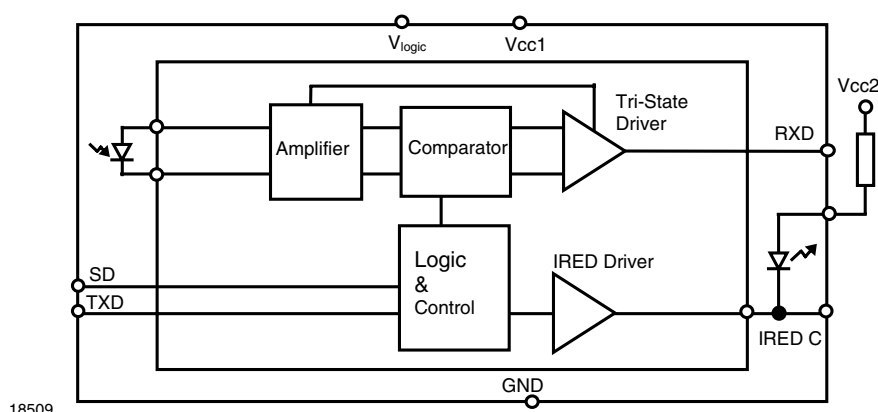 Vlogic
Vcc1
Vcc2
Tri-State
Driver
RXD
Amplifier
Comparator
Logic
&
Control
IRED Driver
SD
TXD
IRED C
GND
18509